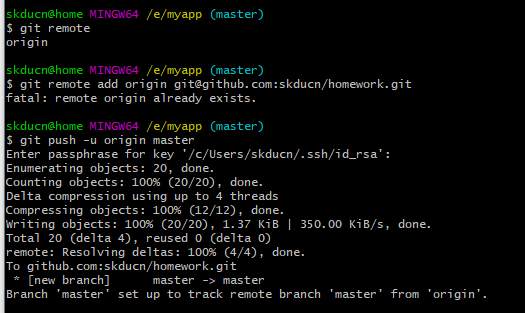 skducn@home MINGW64 /e/myapp (master)
$ git remote
origin
skducn@home MINGW64 /e/myapp (master)
$ git remote add origin git@github.com:skducn/homework.git
fatal: remote origin already exists.
skducn@home MINGW64 /e/myapp (master)
$ git push -u origin master
Enter passphrase for key '/c/Users/skducn/.ssh/id_rsa':
Enumerating objects: 20, done.
Counting objects: 100% (20/20), done.
Delta compression using up to 4 threads
Compressing objects: 100% (12/12), done.
Writing objects: 100% (20/20), 1.37 KiB | 350.00 KiB/s, done.
Total 20 (delta 4), reused 0 (delta 0)
remote: Resolving deltas: 100% (4/4), done.
To github.com:skducn/homework.git
 * [new branch]      master -> master
Branch 'master' set up to track remote branch 'master' from 'origin'.